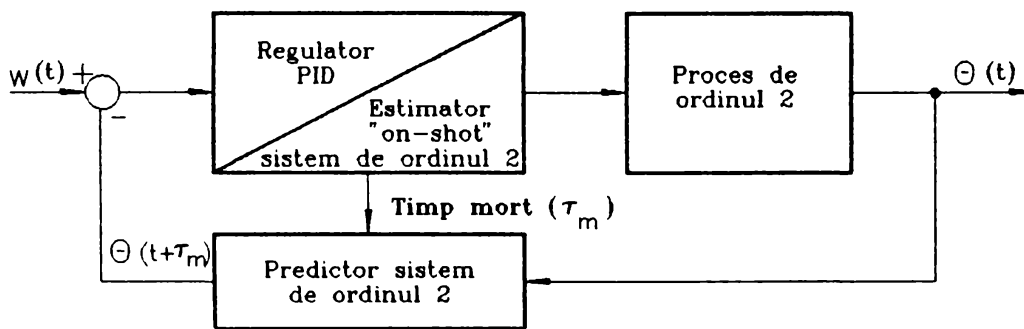 W(t) +
-
Regulator
PID
Estimator
"on-shot"
sistem de ordinul 2
Proces de
ordinul 2
Θ (t)
Timp mort (τm)
Θ (t+τm)
Predictor sistem
de ordinul 2